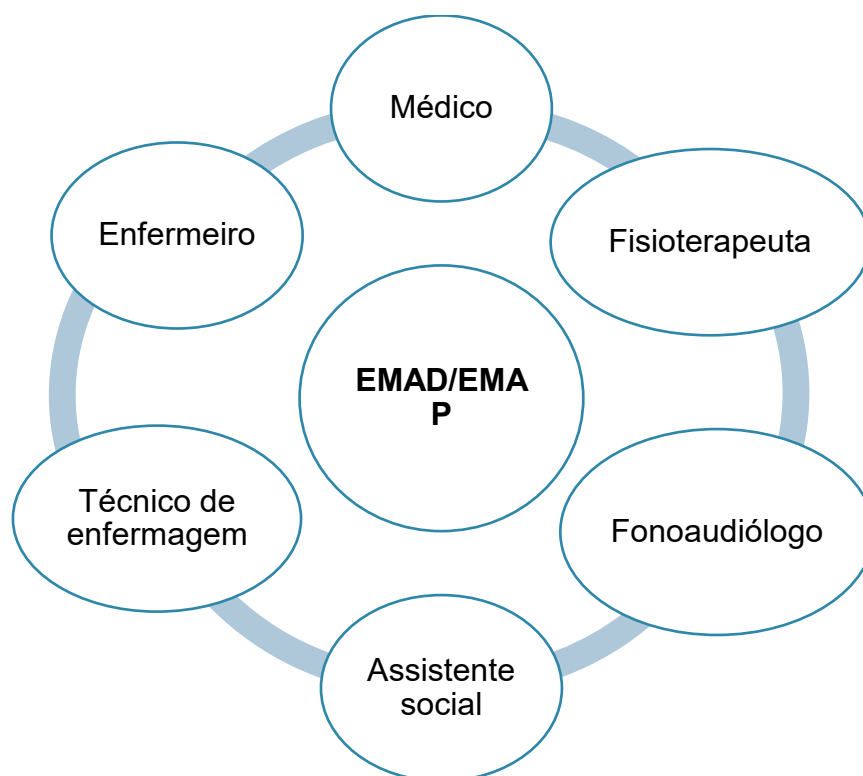 Médico
Enfermeiro
Fisioterapeuta
EMAD/EMA
P
Técnico de
enfermagem
Fonoaudiólogo
Assistente
social